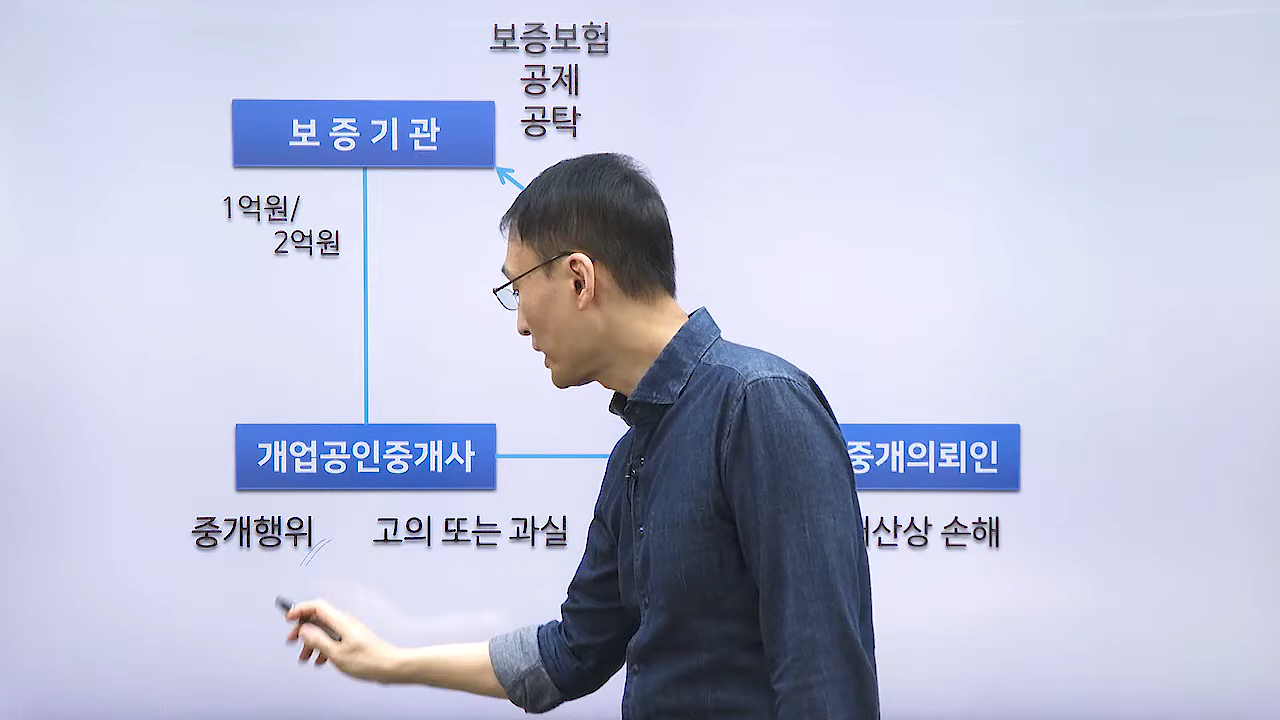 보증보험
공제
공탁
보증기관
1억원/
2억원
개업공인중개사
중개의뢰인
중개행위
고의 또는 과실
손해